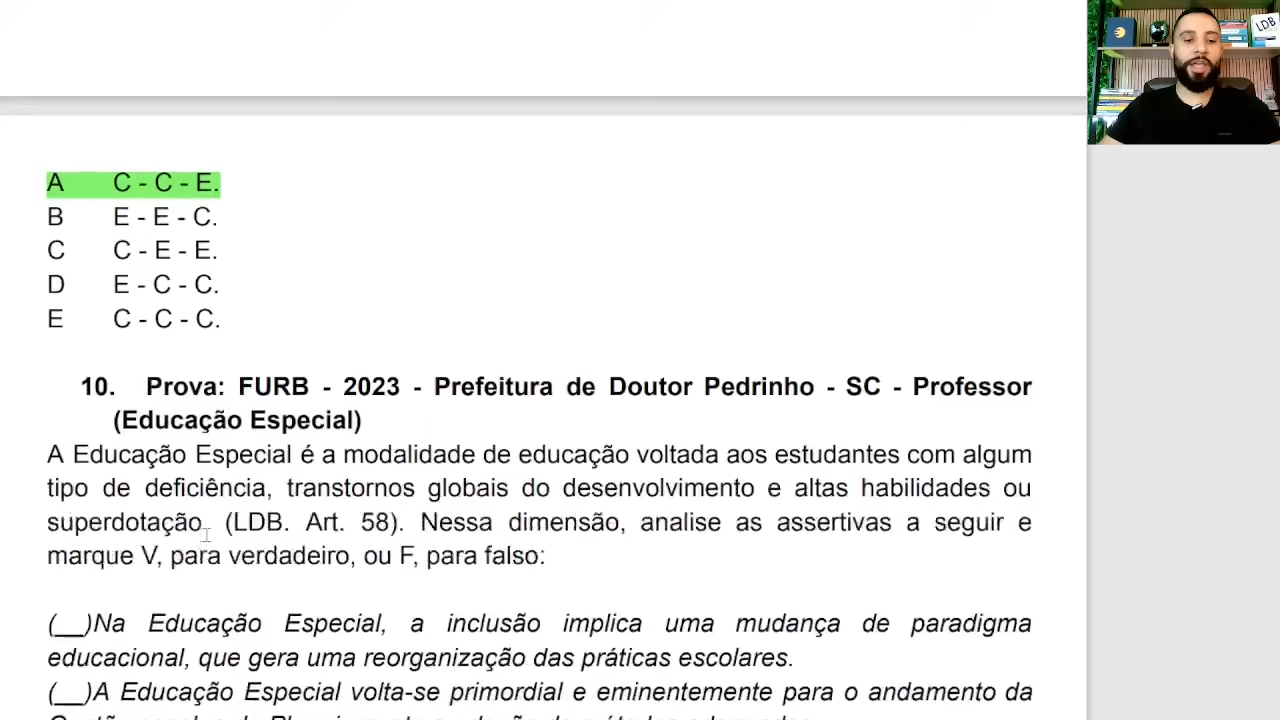 LDB
A C - C - E.
B E - E - C.
C C - E - E.
D E - C - C.
E C - C - C.
10. Prova: FURB - 2023 - Prefeitura de Doutor Pedrinho - SC - Professor
(Educação Especial)
A Educação Especial é a modalidade de educação voltada aos estudantes com algum
tipo de deficiência, transtornos globais do desenvolvimento e altas habilidades ou
superdotação (LDB. Art. 58). Nessa dimensão, analise as assertivas a seguir e
marque V, para verdadeiro, ou F, para falso:
(__)Na Educação Especial, a inclusão implica uma mudança de paradigma
educacional, que gera uma reorganização das práticas escolares.
(__)A Educação Especial volta-se primordial e eminentemente para o andamento da